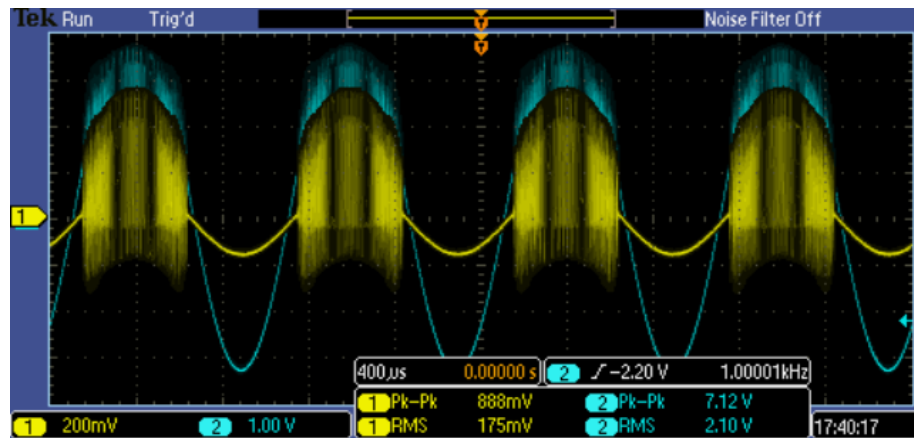 Tek Run Trig'd Noise Filter Off
T
T
1
400µs 0.00000 s 2 -2.20 V 1.00001kHz
1 Pk-Pk 888mV 2 Pk-Pk 7.12 V
1 RMS 175mV 2 RMS 2.10 V
1 200mV 2 1.00 V 17:40:17